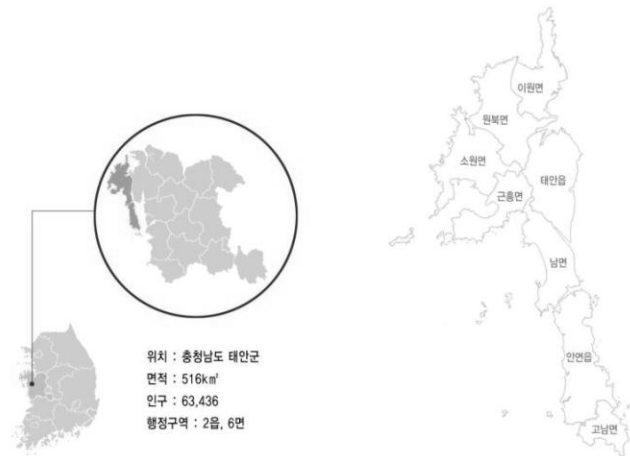 이원면
원북면
소원면
태안읍
근흥면
남면
안면읍
고남면
위치 : 충청남도 태안군
면적 : 516k㎡
인구 : 63,436
행정구역 : 2읍, 6면